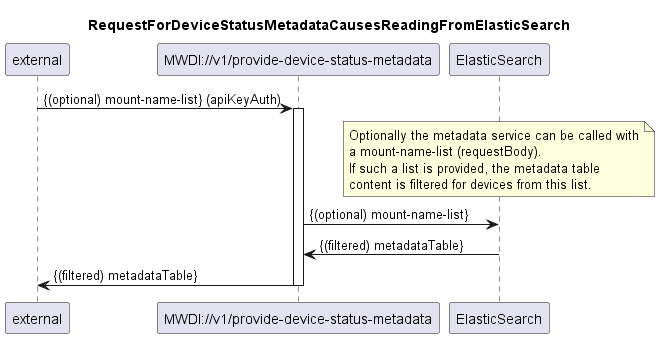 RequestForDeviceStatusMetadataCausesReadingFromElasticSearch
external
MWDI://v1/provide-device-status-metadata
ElasticSearch
{(optional) mount-name-list} (apiKeyAuth)
Optionally the metadata service can be called with
a mount-name-list (requestBody).
If such a list is provided, the metadata table
content is filtered for devices from this list.
{(optional) mount-name-list}
{(filtered) metadataTable}
{(filtered) metadataTable}
external
MWDI://v1/provide-device-status-metadata
ElasticSearch